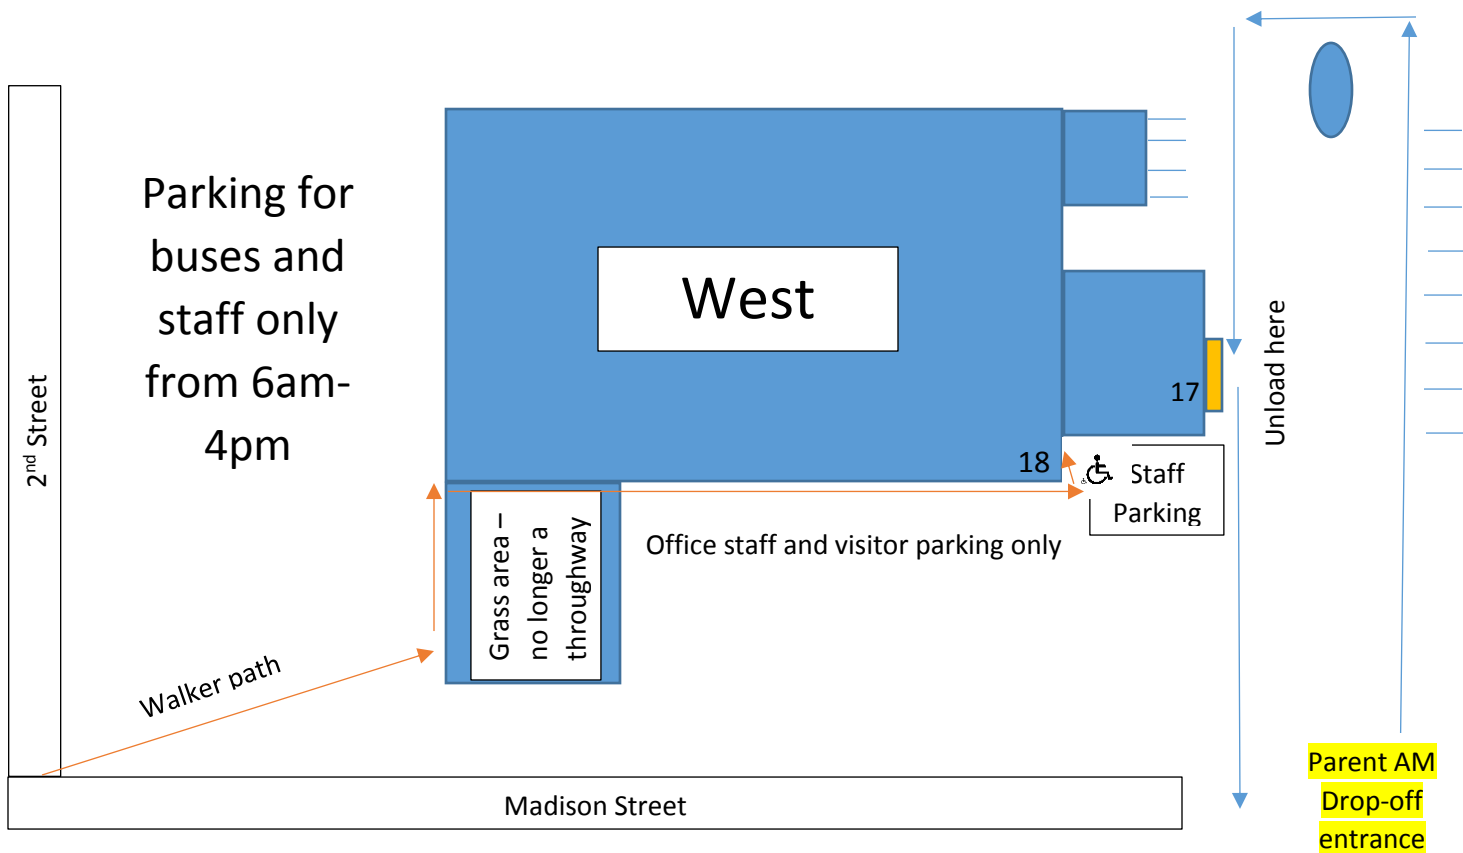 Parking for
buses and
staff only
from 6am-
4pm
2nd Street
West
17
18
Unload here
Staff
Parking
Office staff and visitor parking only
Grass area –
no longer a
throughway
Walker path
Madison Street
Parent AM
Drop-off
entrance